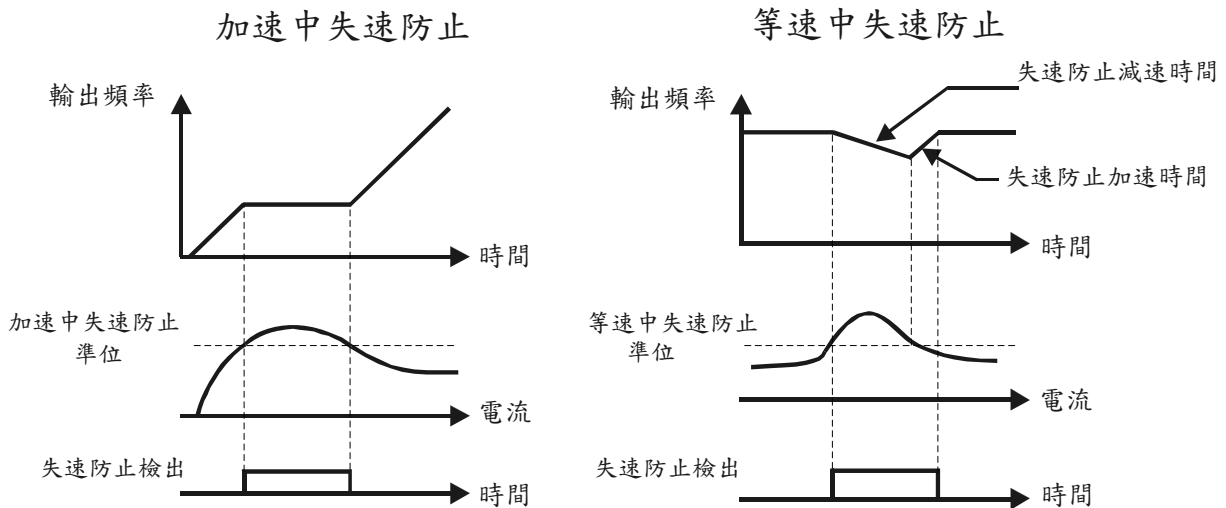 加速中失速防止
輸出頻率
時間
加速中失速防止
準位
電流
失速防止檢出
時間
等速中失速防止
失速防止減速時間
輸出頻率
失速防止加速時間
時間
等速中失速防止
準位
電流
失速防止檢出
時間